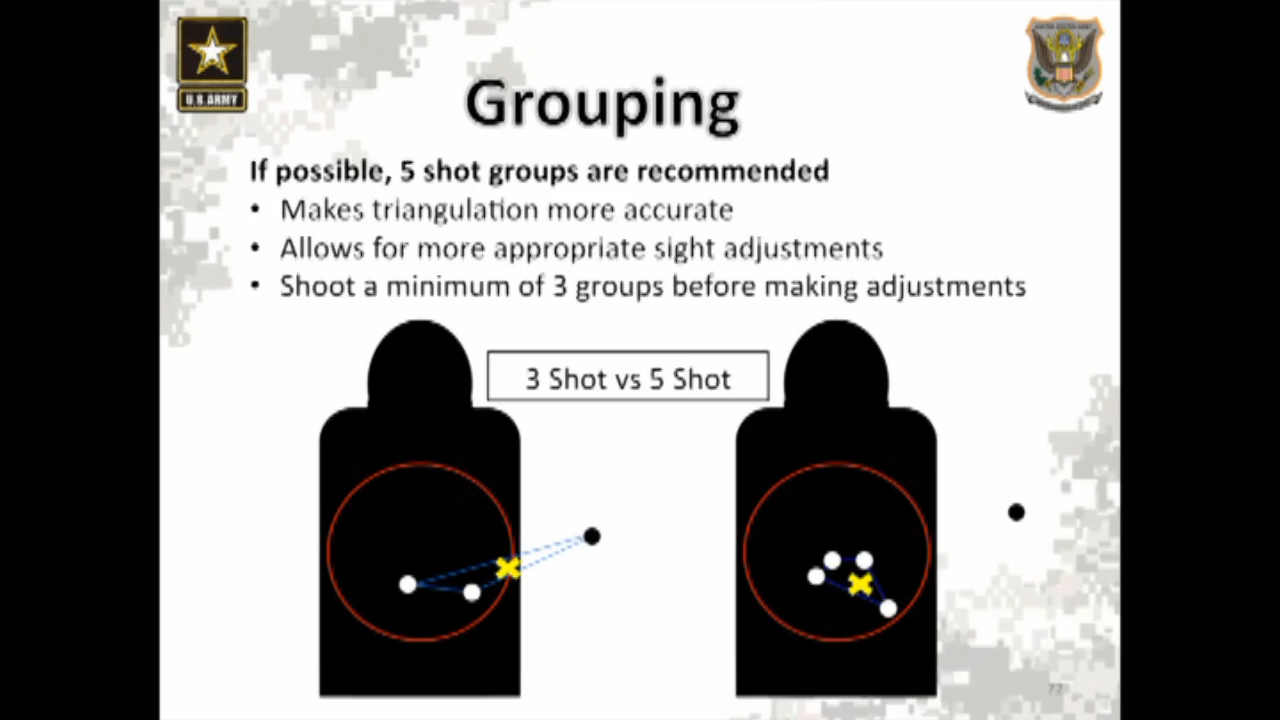 U.S.ARMY
Grouping
If possible, 5 shot groups are recommended
• Makes triangulation more accurate
• Allows for more appropriate sight adjustments
• Shoot a minimum of 3 groups before making adjustments
3 Shot vs 5 Shot
77